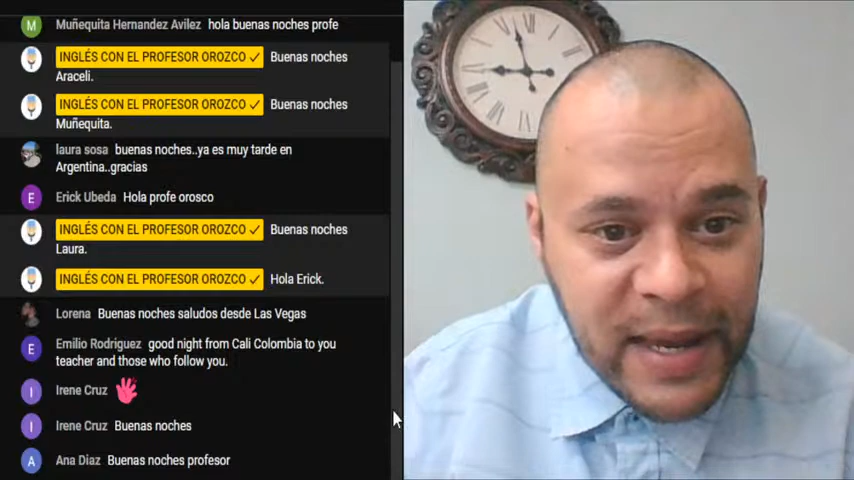 M Muñequita Hernandez Avilez hola buenas noches profe
INGLÉS CON EL PROFESOR OROZCO ✓ Buenas noches
Araceli.
INGLÉS CON EL PROFESOR OROZCO ✓ Buenas noches
Muñequita.
laura sosa buenas noches..ya es muy tarde en
Argentina..gracias
E Erick Ubeda Hola profe orosco
INGLÉS CON EL PROFESOR OROZCO ✓ Buenas noches
Laura.
INGLÉS CON EL PROFESOR OROZCO ✓ Hola Erick.
Lorena Buenas noches saludos desde Las Vegas
E Emilio Rodriguez good night from Cali Colombia to you
teacher and those who follow you.
I Irene Cruz
I Irene Cruz Buenas noches
A Ana Diaz Buenas noches profesor